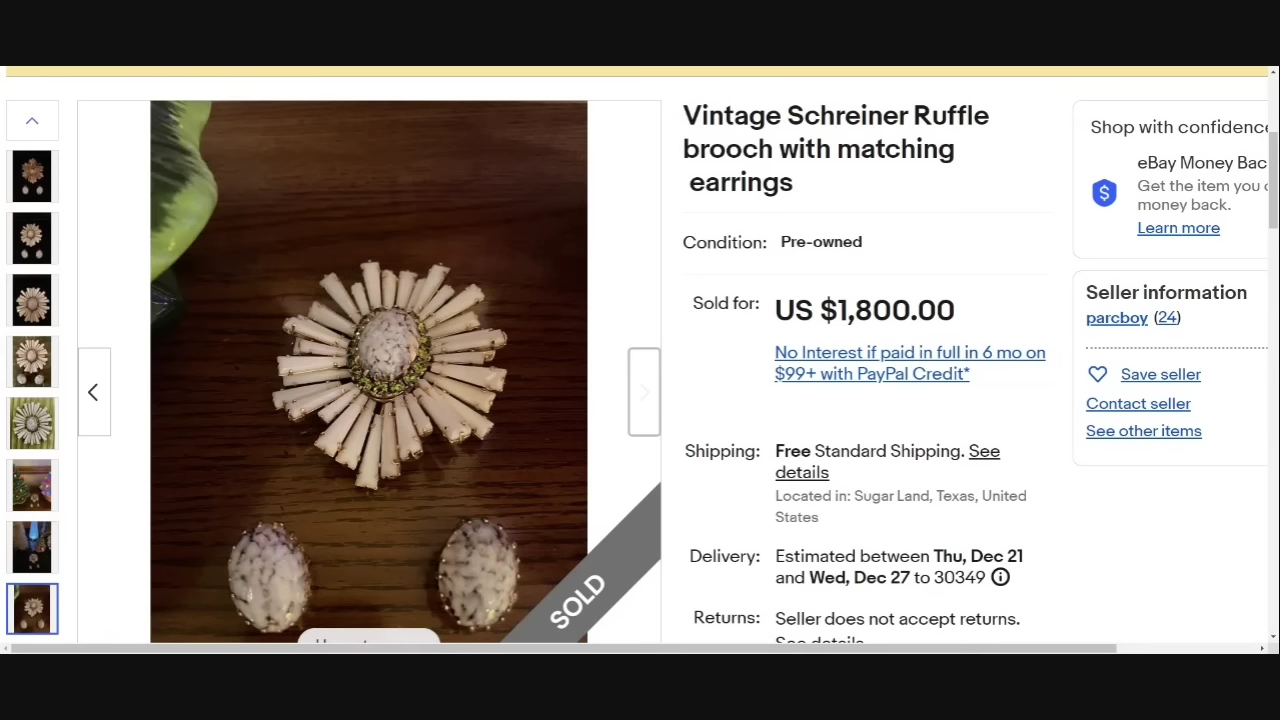 Vintage Schreiner Ruffle
brooch with matching
earrings
Condition: Pre-owned
Sold for: US $1,800.00
No Interest if paid in full in 6 mo on
$99+ with PayPal Credit*
Shipping: Free Standard Shipping. See
details
Located in: Sugar Land, Texas, United
States
Delivery: Estimated between Thu, Dec 21
and Wed, Dec 27 to 30349
Returns: Seller does not accept returns.
See details
SOLD
Shop with confidence
eBay Money Bac
Get the item you
money back.
Learn more
Seller information
parcboy (24)
Save seller
Contact seller
See other items